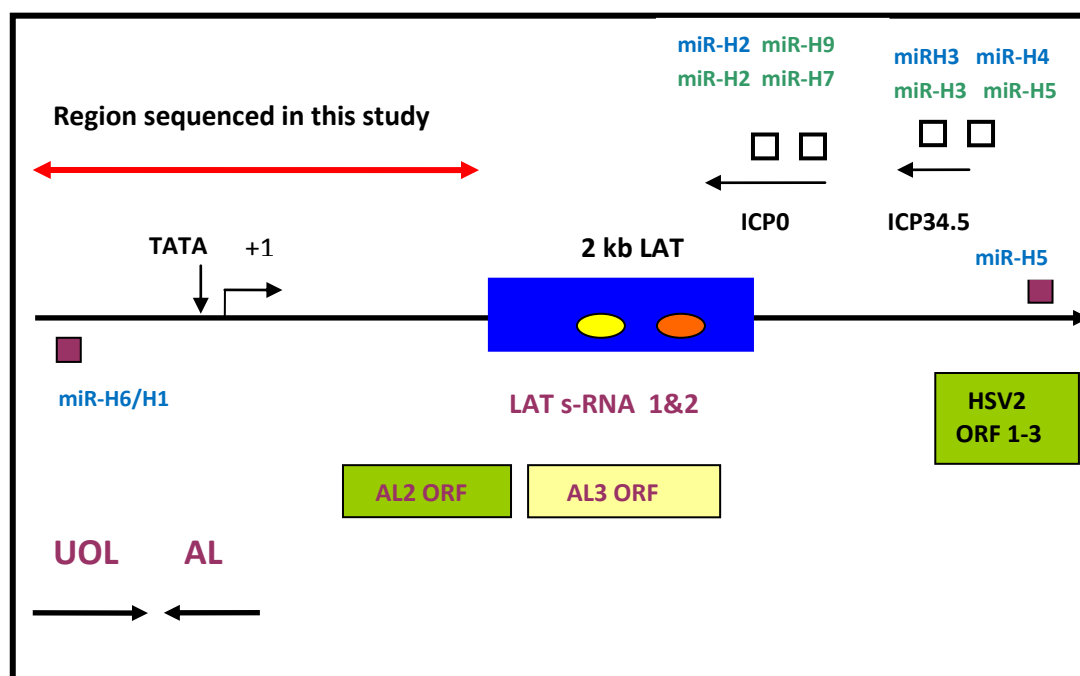 miR-H2 miR-H9
miR-H2 miR-H7
miRH3 miR-H4
miR-H3 miR-H5
Region sequenced in this study
ICP0
ICP34.5
TATA
+1
2 kb LAT
miR-H5
miR-H6/H1
LAT s-RNA 1&2
HSV2
ORF 1-3
AL2 ORF
AL3 ORF
UOL
AL